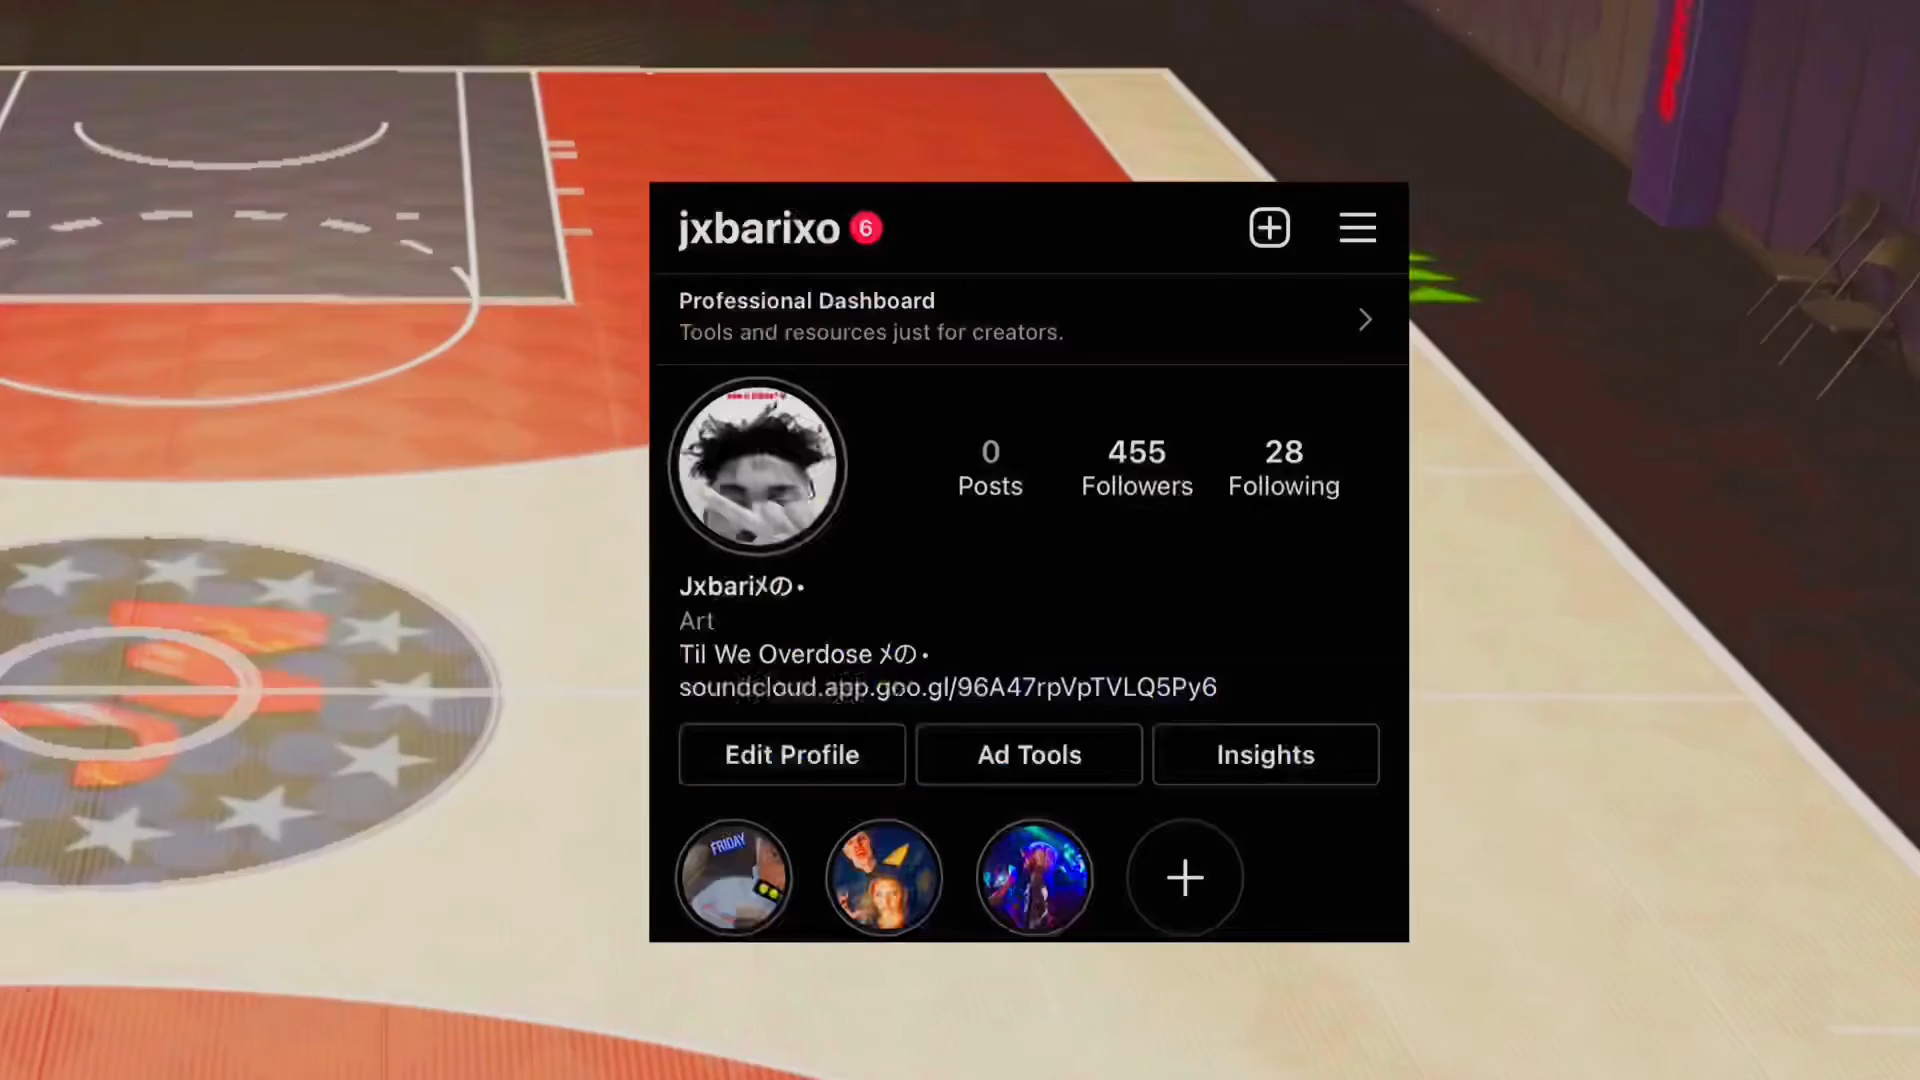 jxbarixo 6
Professional Dashboard
Tools and resources just for creators.
0 455 28
Posts Followers Following
Jxbariメの•
Art
Til We Overdose メの•
soundcloud.app.goo.gl/96A47rpVpTVLQ5Py6
Edit Profile Ad Tools Insights
FRIDAY